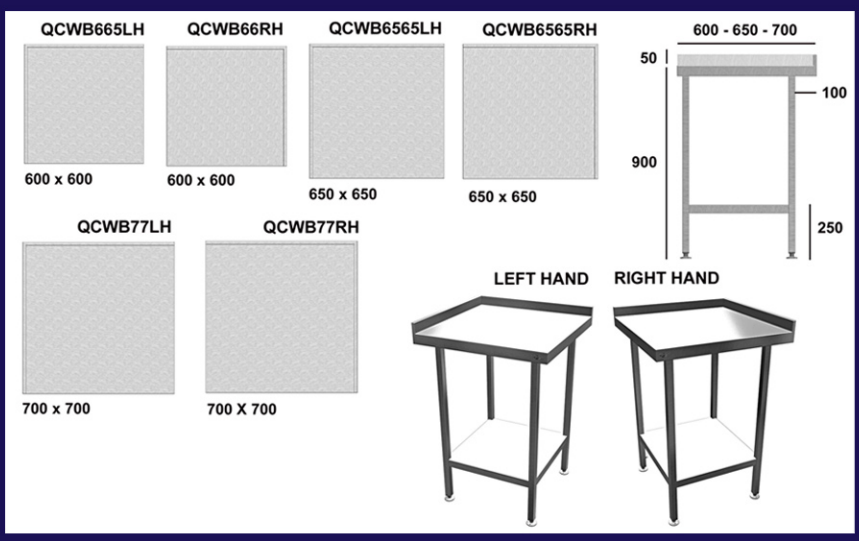 QCWB665LH
QCWB66RH
QCWB6565LH
QCWB6565RH
600 - 650 - 700
50
100
900
250
600 x 600
600 x 600
650 x 650
650 x 650
QCWB77LH
QCWB77RH
LEFT HAND
RIGHT HAND
700 x 700
700 X 700